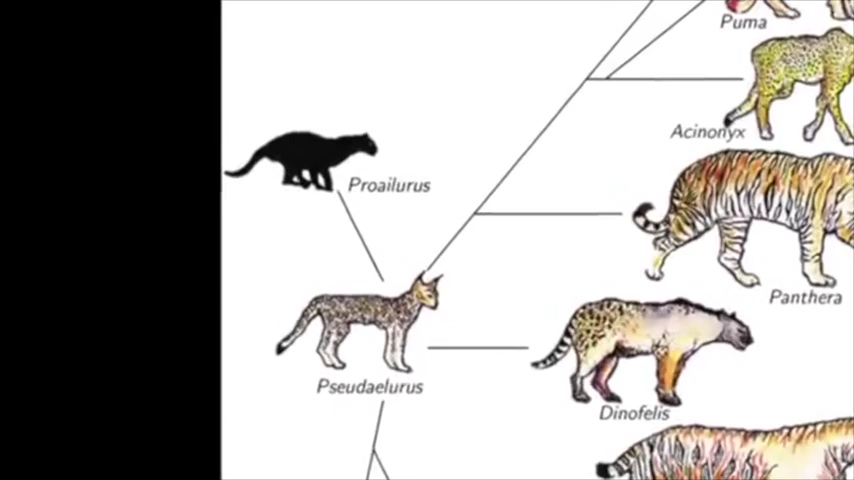 Puma
Acinonyx
Proailurus
Panthera
Pseudaelurus
Dinofelis